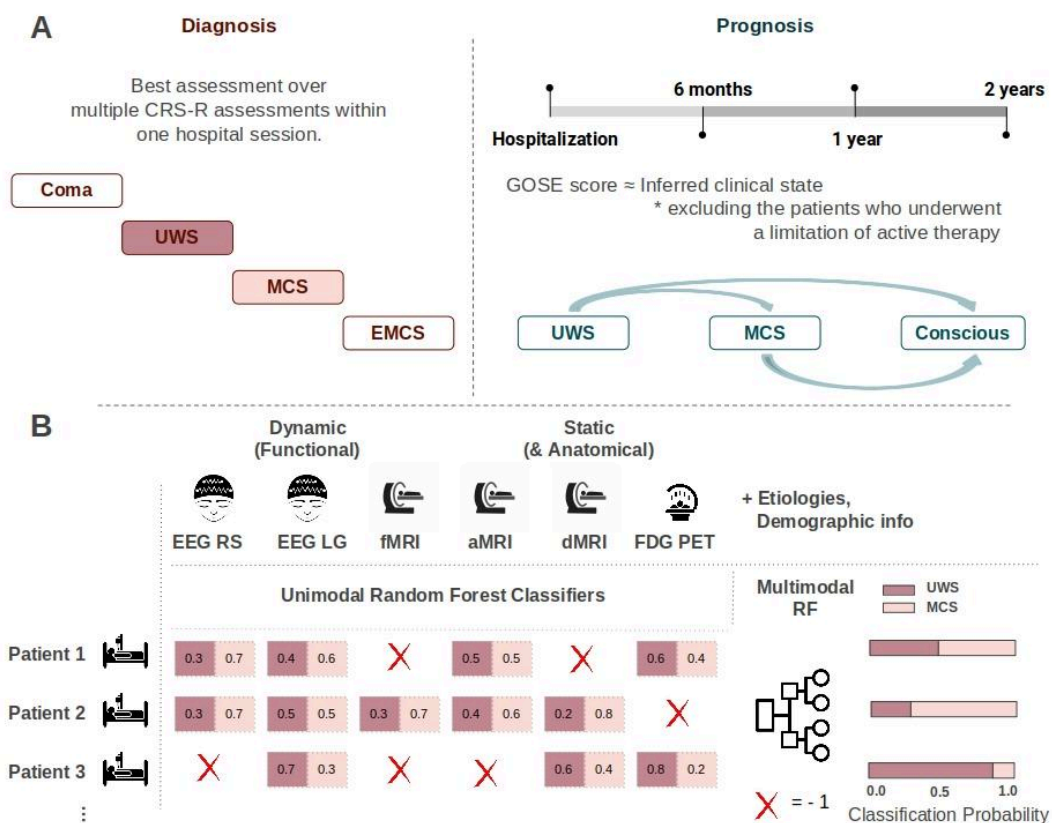 A
Diagnosis
Best assessment over
multiple CRS-R assessments within
one hospital session.
Coma
UWS
MCS
EMCS
Prognosis
6 months
2 years
Hospitalization
1 year
GOSE score ≈ Inferred clinical state
* excluding the patients who underwent
a limitation of active therapy
UWS
MCS
Conscious
B
Dynamic
(Functional)
Static
(& Anatomical)
EEG RS
EEG LG
fMRI
aMRI
dMRI
FDG PET
+ Etiologies,
Demographic info
Unimodal Random Forest Classifiers
Multimodal
RF
UWS
MCS
Patient 1
0.3 0.7
0.4 0.6
0.5 0.5
0.6 0.4
Patient 2
0.3 0.7
0.5 0.5
0.3 0.7
0.4 0.6
0.2 0.8
Patient 3
0.7 0.3
0.6 0.4
0.8 0.2
⋮
= - 1
0.0 0.5 1.0
Classification Probability